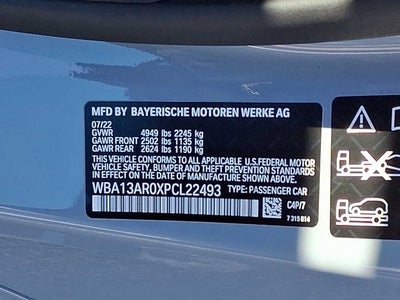 MFD BY BAYERISCHE MOTOREN WERKE AG
07/22
GVWR 4949 lbs 2245 kg
GAWR FRONT 2502 lbs 1135 kg
GAWR REAR 2624 lbs 1190 kg
THIS VEHICLE CONFORMS TO ALL APPLICABLE U.S. FEDERAL MOTOR
VEHICLE SAFETY, BUMPER, AND THEFT PREVENTION STANDARDS IN
EFFECT ON THE DATE OF MANUFACTURE SHOWN ABOVE.
WBA13AR0XPCL22493 TYPE: PASSENGER CAR
C4P/7
7 315 814